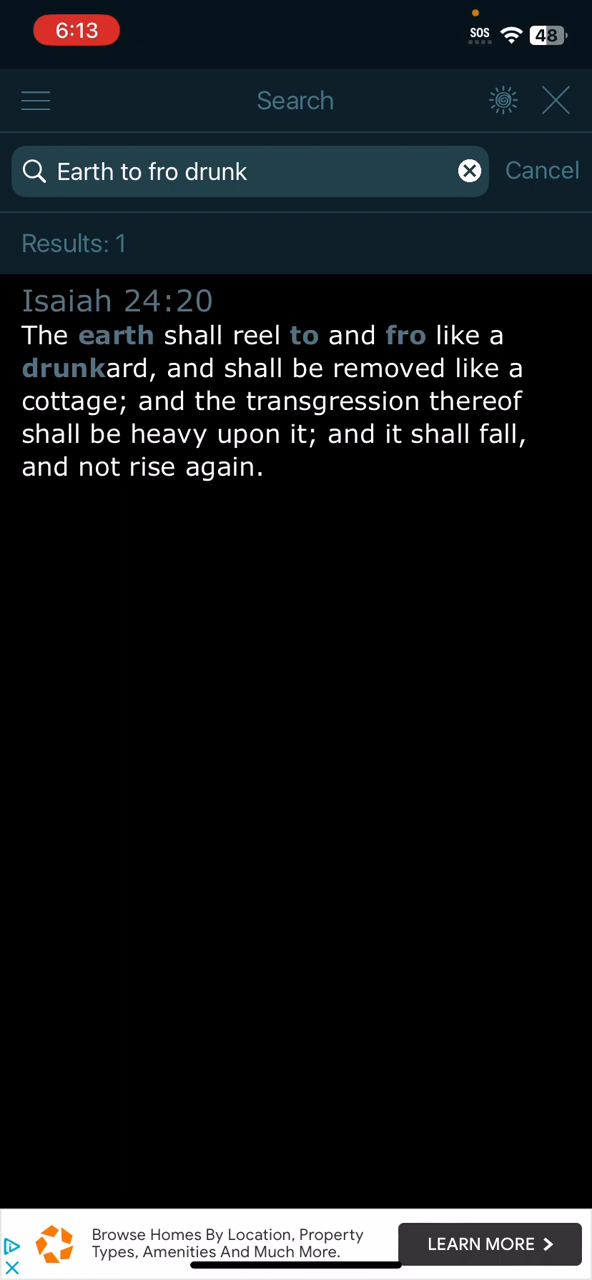 6:13
SOS
48
Search
Earth to fro drunk
Cancel
Results: 1
Isaiah 24:20
The earth shall reel to and fro like a
drunkard, and shall be removed like a
cottage; and the transgression thereof
shall be heavy upon it; and it shall fall,
and not rise again.
Browse Homes By Location, Property
Types, Amenities And Much More.
LEARN MORE